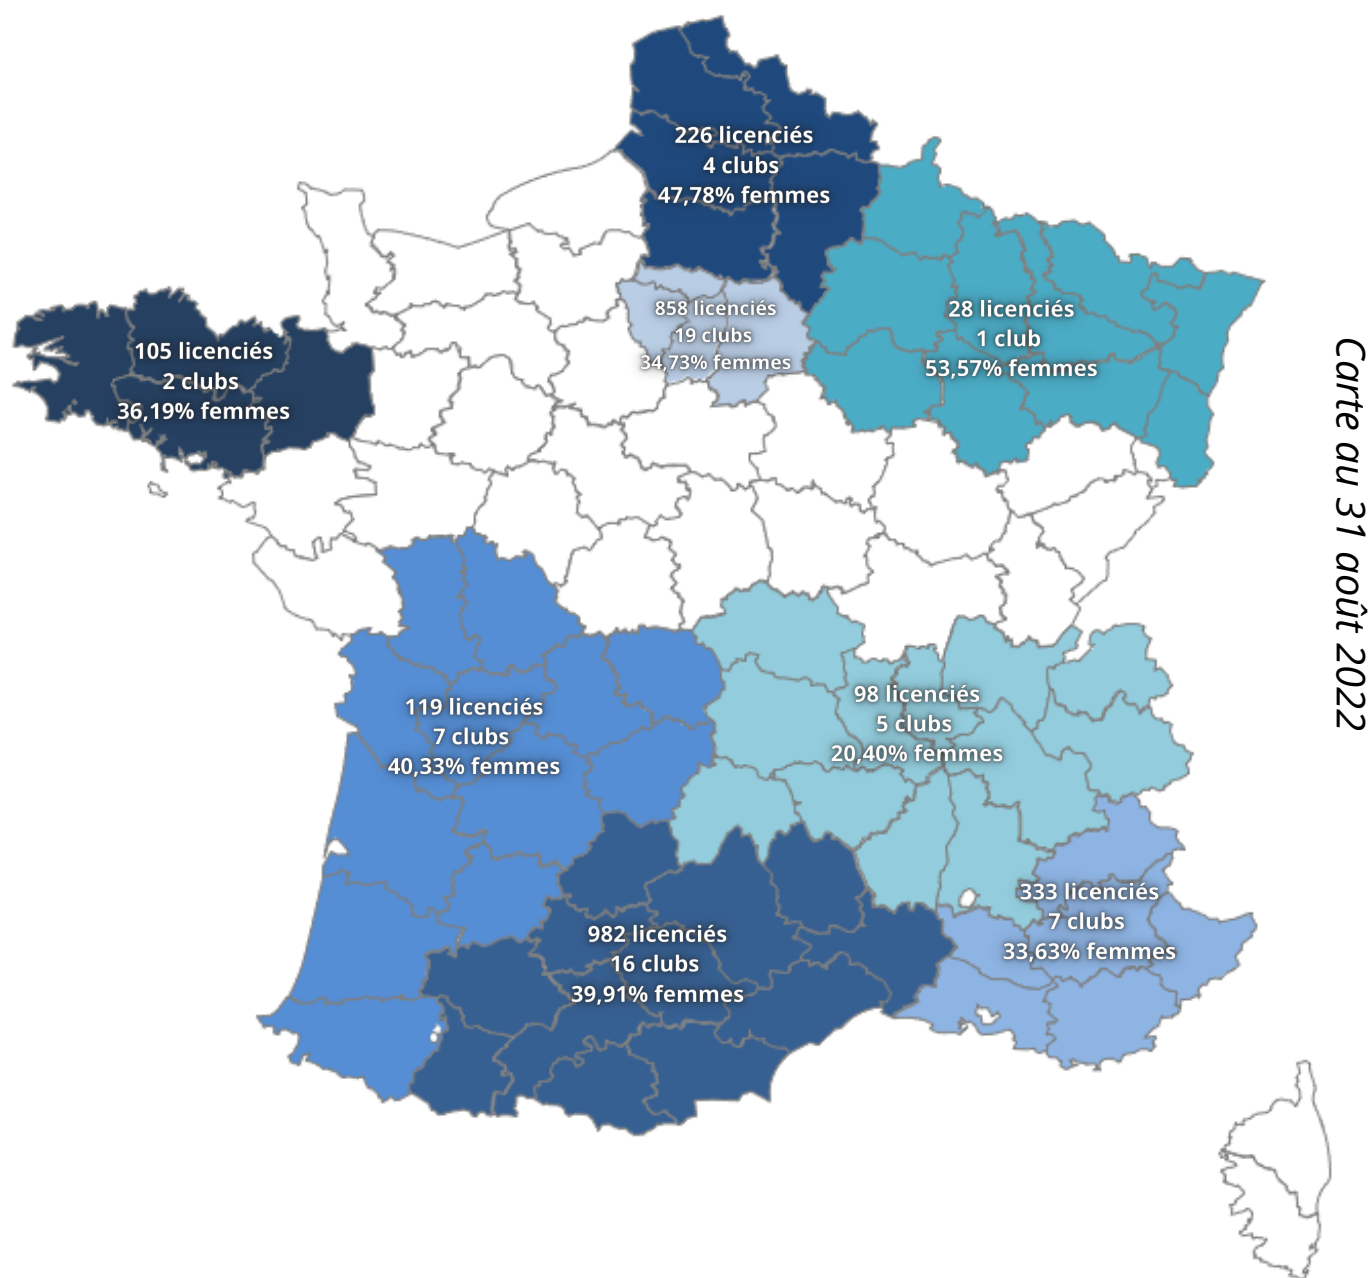 226 licenciés
4 clubs
47,78% femmes
858 licenciés
19 clubs
34,73% femmes
28 licenciés
1 club
53,57% femmes
105 licenciés
2 clubs
36,19% femmes
119 licenciés
7 clubs
40,33% femmes
98 licenciés
5 clubs
20,40% femmes
333 licenciés
7 clubs
33,63% femmes
982 licenciés
16 clubs
39,91% femmes
Carte au 31 août 2022